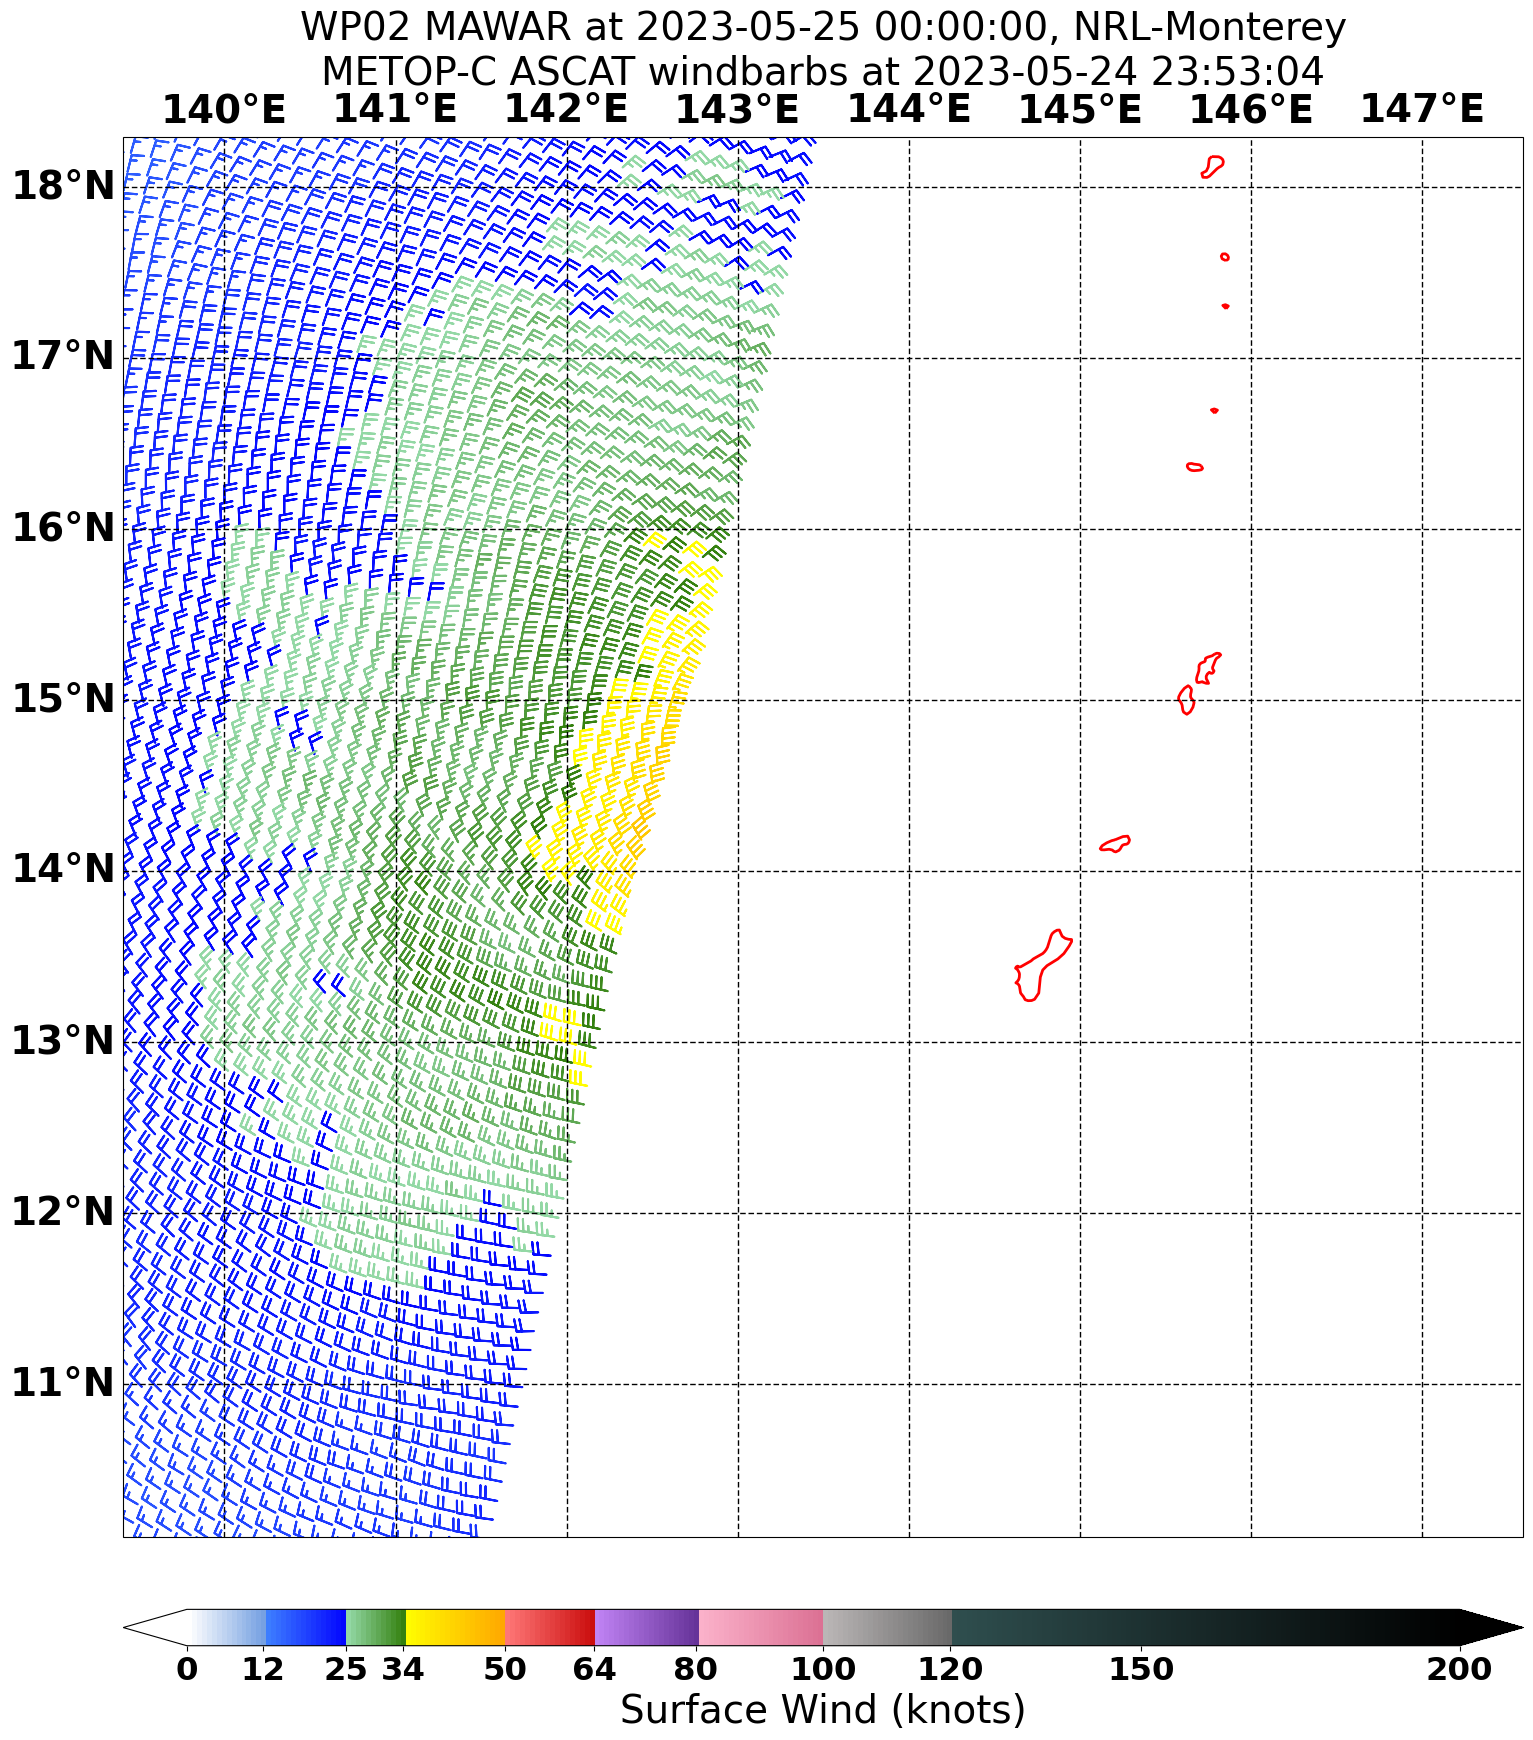 WP02 MAWAR at 2023-05-25 00:00:00, NRL-Monterey
METOP-C ASCAT windbarbs at 2023-05-24 23:53:04
140°E 141°E 142°E 143°E 144°E 145°E 146°E 147°E
18°N
17°N
16°N
15°N
14°N
13°N
12°N
11°N
0 12 25 34 50 64 80 100 120 150 200
Surface Wind (knots)